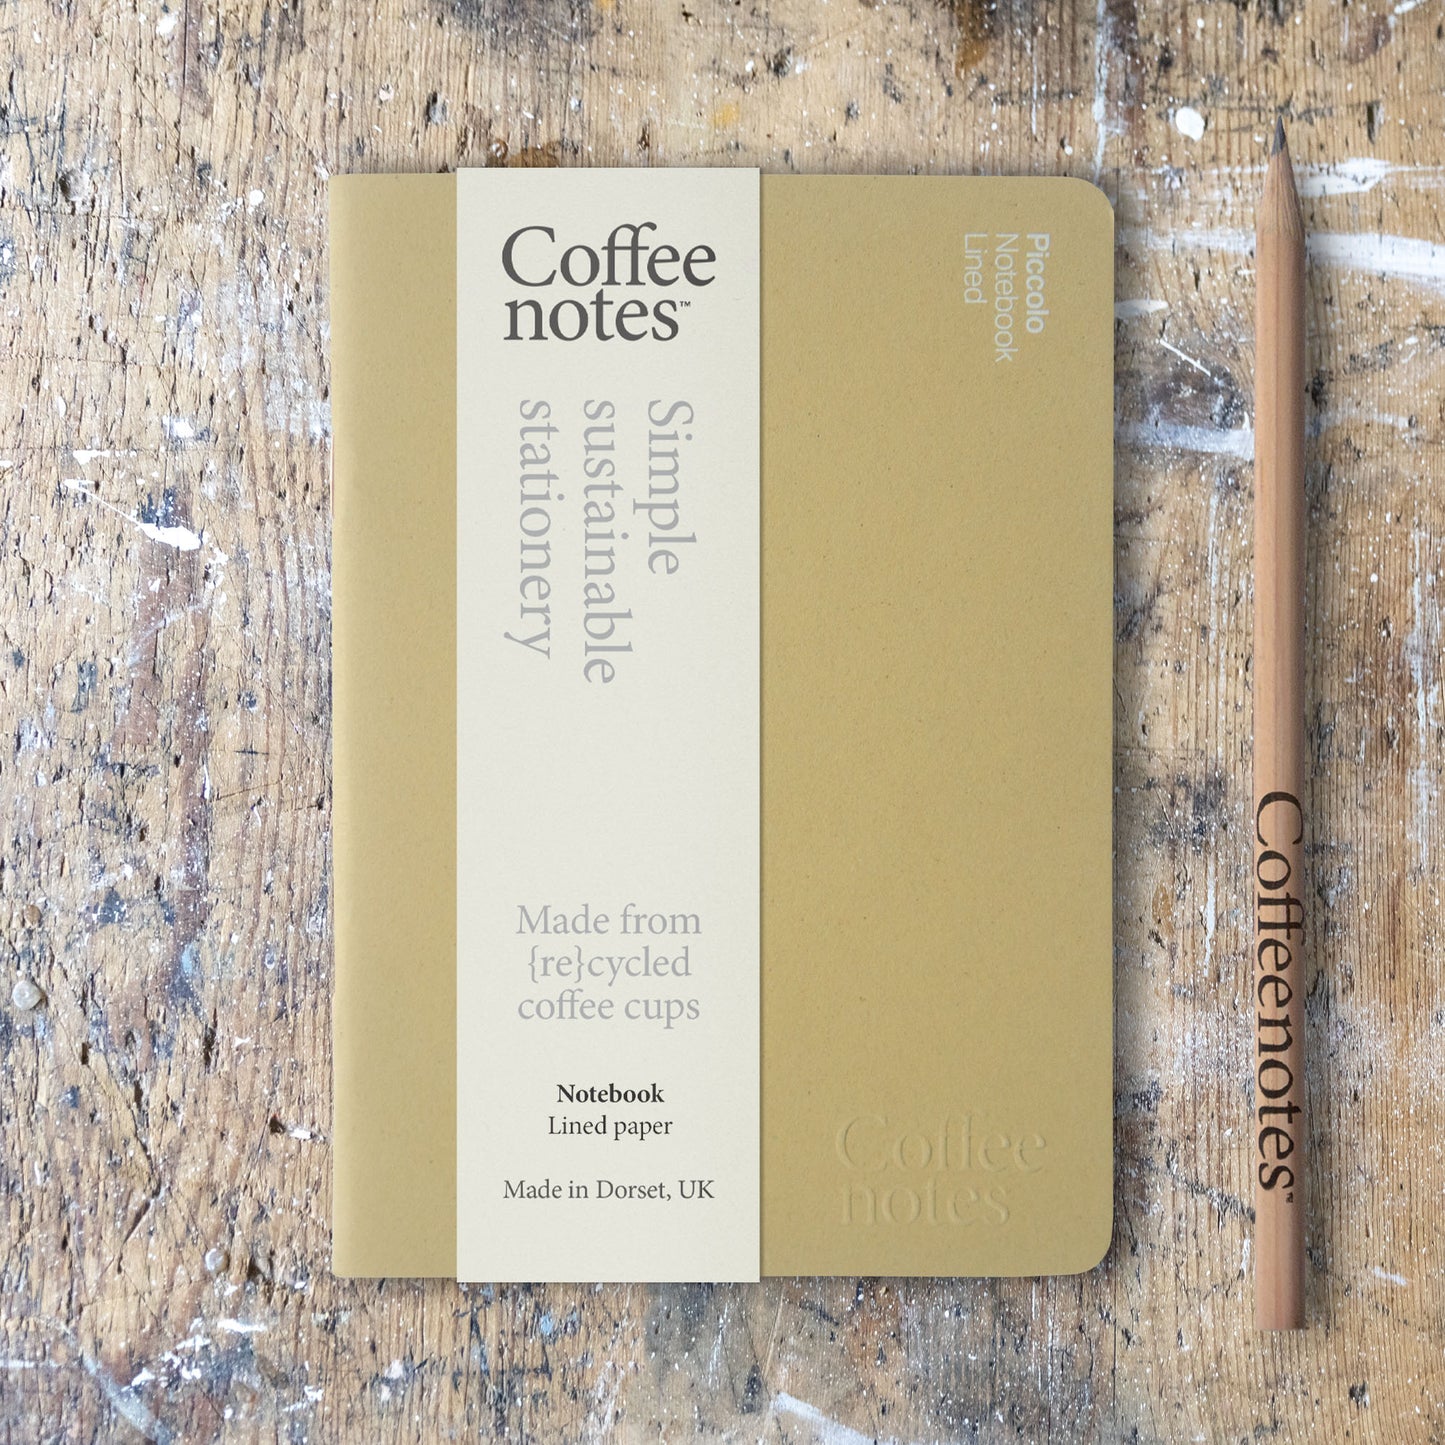 Coffee
notes™
Simple
sustainable
stationery
Made from
{re}cycled
coffee cups
Notebook
Lined paper
Made in Dorset, UK
Piccolo
Notebook
Lined
Coffee
notes
Coffeenotes™